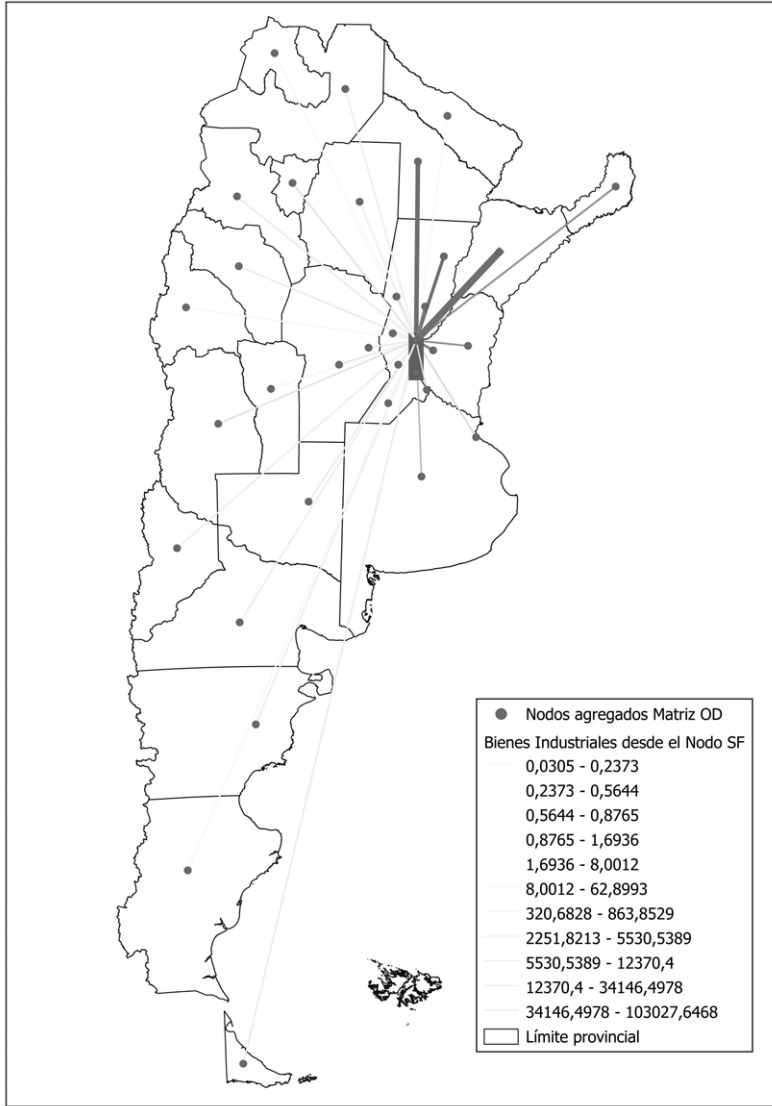 Nodos agregados Matriz OD
Bienes Industriales desde el Nodo SF
0,0305 - 0,2373
0,2373 - 0,5644
0,5644 - 0,8765
0,8765 - 1,6936
1,6936 - 8,0012
8,0012 - 62,8993
320,6828 - 863,8529
2251,8213 - 5530,5389
5530,5389 - 12370,4
12370,4 - 34146,4978
34146,4978 - 103027,6468
Límite provincial